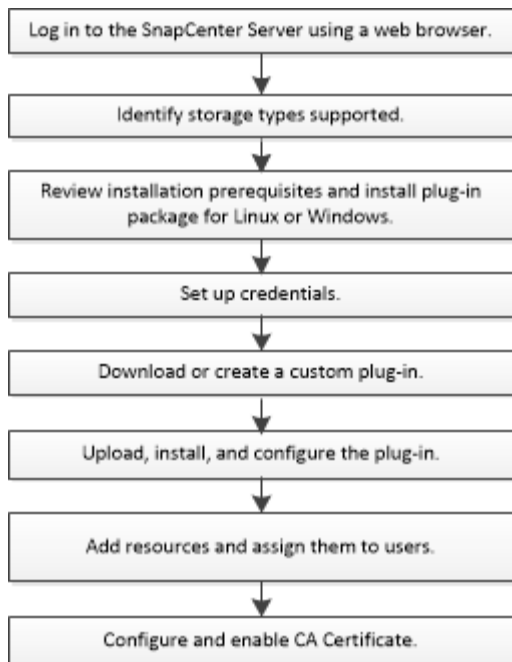 Log in to the SnapCenter Server using a web browser.
Identify storage types supported.
Review installation prerequisites and install plug-in
package for Linux or Windows.
Set up credentials.
Download or create a custom plug-in.
Upload, install, and configure the plug-in.
Add resources and assign them to users.
Configure and enable CA Certificate.